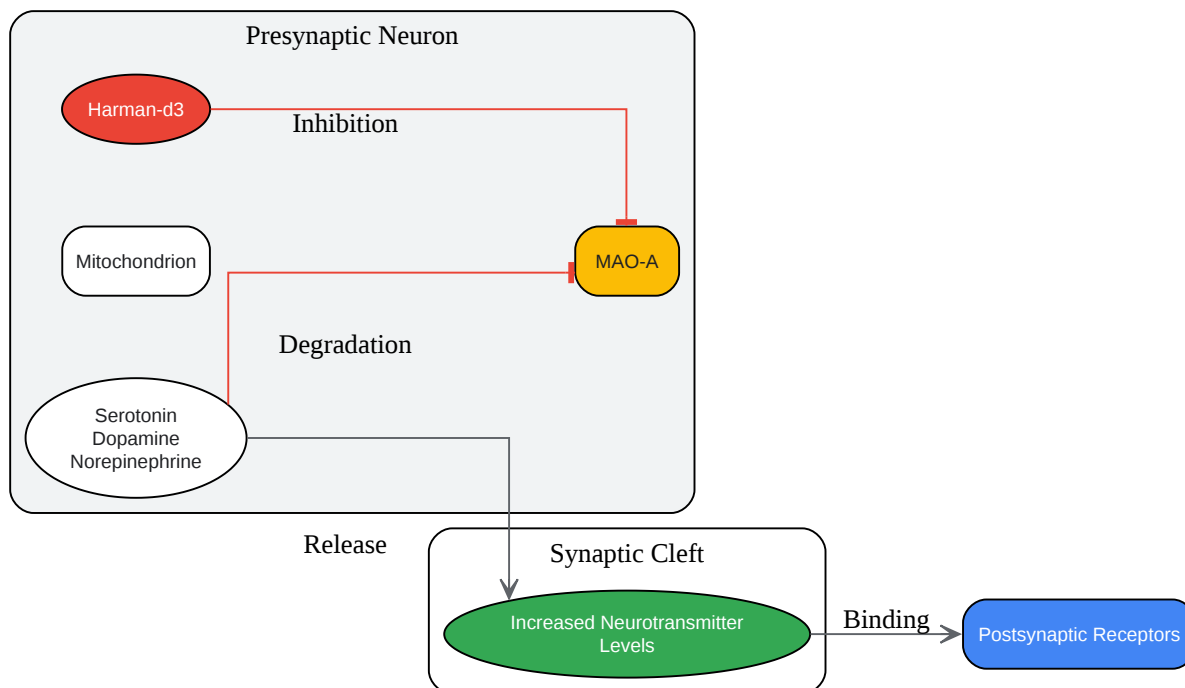 Presynaptic Neuron
Harman-d3
Inhibition
Mitochondrion
MAO-A
Degradation
Serotonin
Dopamine
Norepinephrine
Release
Synaptic Cleft
Increased Neurotransmitter
Levels
Binding
Postsynaptic Receptors